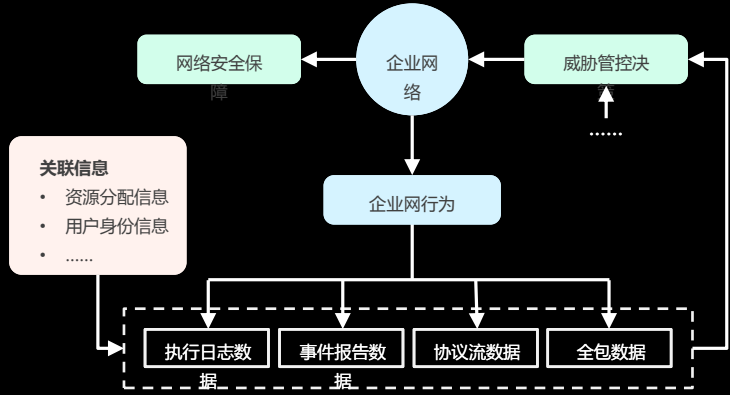 网络安全保
障
企业网
络
威胁管控决
策
......
关联信息
• 资源分配信息
• 用户身份信息
• ......
企业网行为
执行日志数
据
事件报告数
据
协议流数据
全包数据